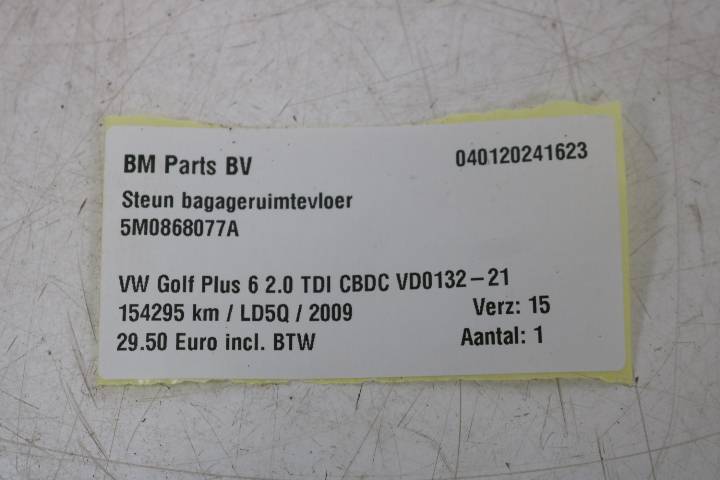 BM Parts BV 040120241623
Steun bagageruimtevloer
5M0868077A
VW Golf Plus 6 2.0 TDI CBDC VD0132-21
154295 km / LD5Q / 2009 Verz: 15
29.50 Euro incl. BTW Aantal: 1